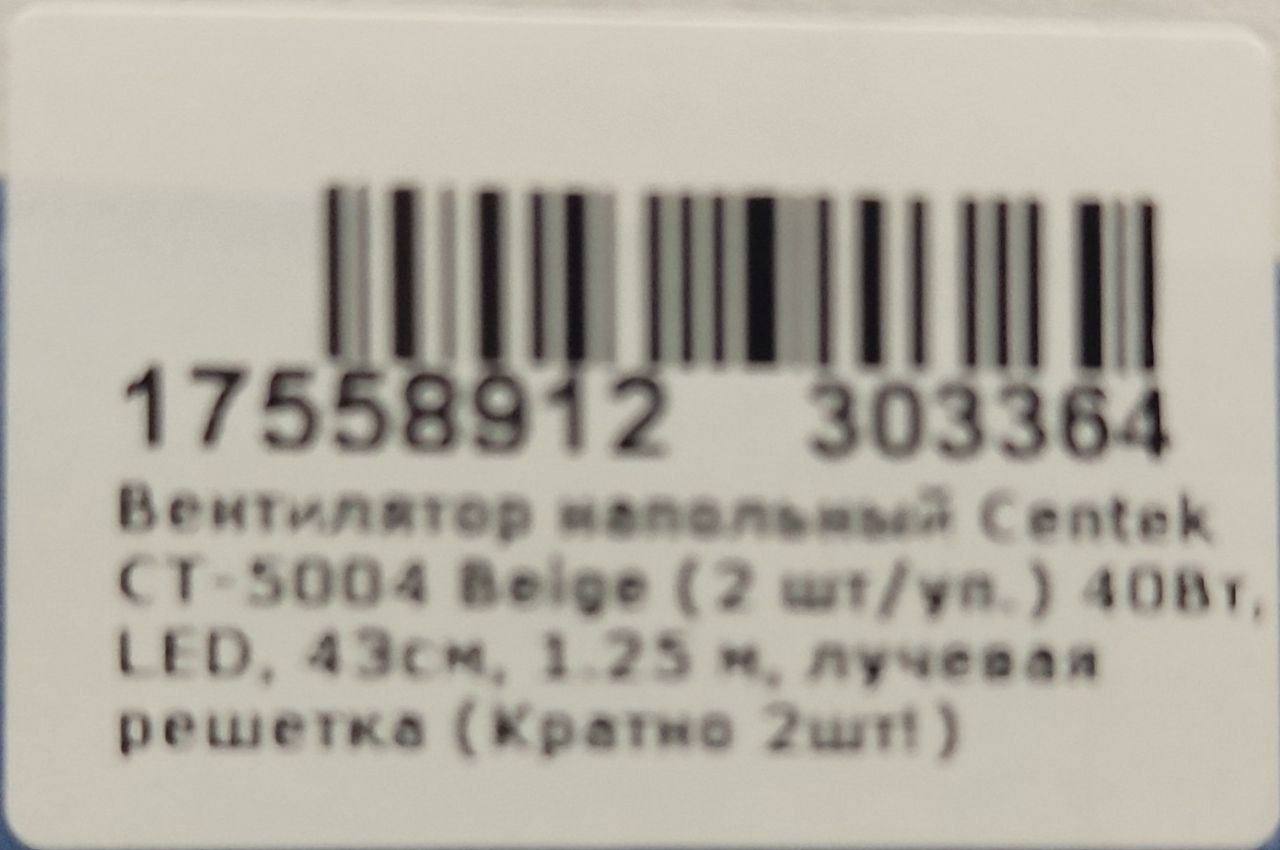 17558912 303364
Вентилятор напольный Centek
CT-5004 Beige (2 шт/уп.) 40Вт,
LED, 43см, 1.25 м, лучевая
решетка (Кратно 2шт!)